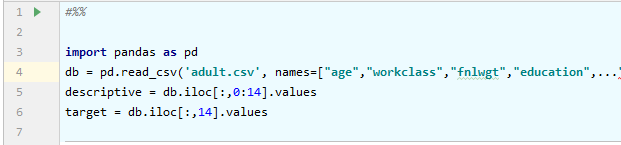 1 #%%
2
3 import pandas as pd
4 db = pd.read_csv('adult.csv', names=["age","workclass","fnlwgt","education",..."
5 descriptive = db.iloc[:,0:14].values
6 target = db.iloc[:,14].values
7